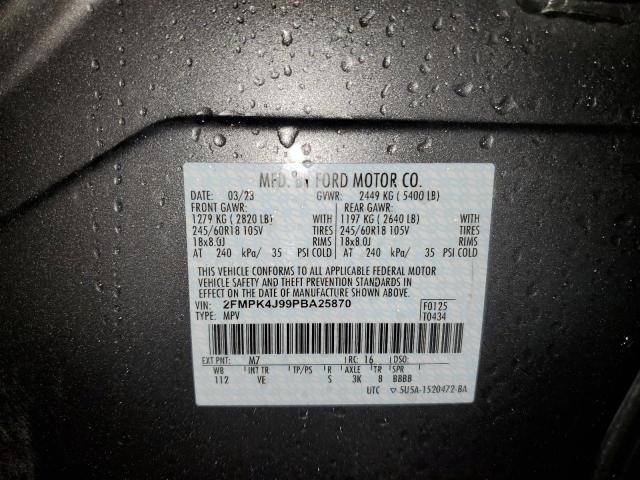 MFD. BY FORD MOTOR CO.
DATE: 03/23 GVWR: 2449 KG ( 5400 LB)
FRONT GAWR: REAR GAWR:
1279 KG ( 2820 LB) WITH 1197 KG ( 2640 LB) WITH
245/60R18 105V TIRES 245/60R18 105V TIRES
18x8.0J RIMS 18x8.0J RIMS
AT 240 kPa/ 35 PSI COLD AT 240 kPa/ 35 PSI COLD
THIS VEHICLE CONFORMS TO ALL APPLICABLE FEDERAL MOTOR
VEHICLE SAFETY AND THEFT PREVENTION STANDARDS IN
EFFECT ON THE DATE OF MANUFACTURE SHOWN ABOVE.
VIN: 2FMPK4J99PBA25870 F0125
TYPE: MPV T0434
EXT PNT: M7 RC: 16 DSO:
WB INT TR TP/PS R AXLE TR SPR
112 VE S 3K 8 BBBB
UTC ▽ 5U5A-1520472-BA